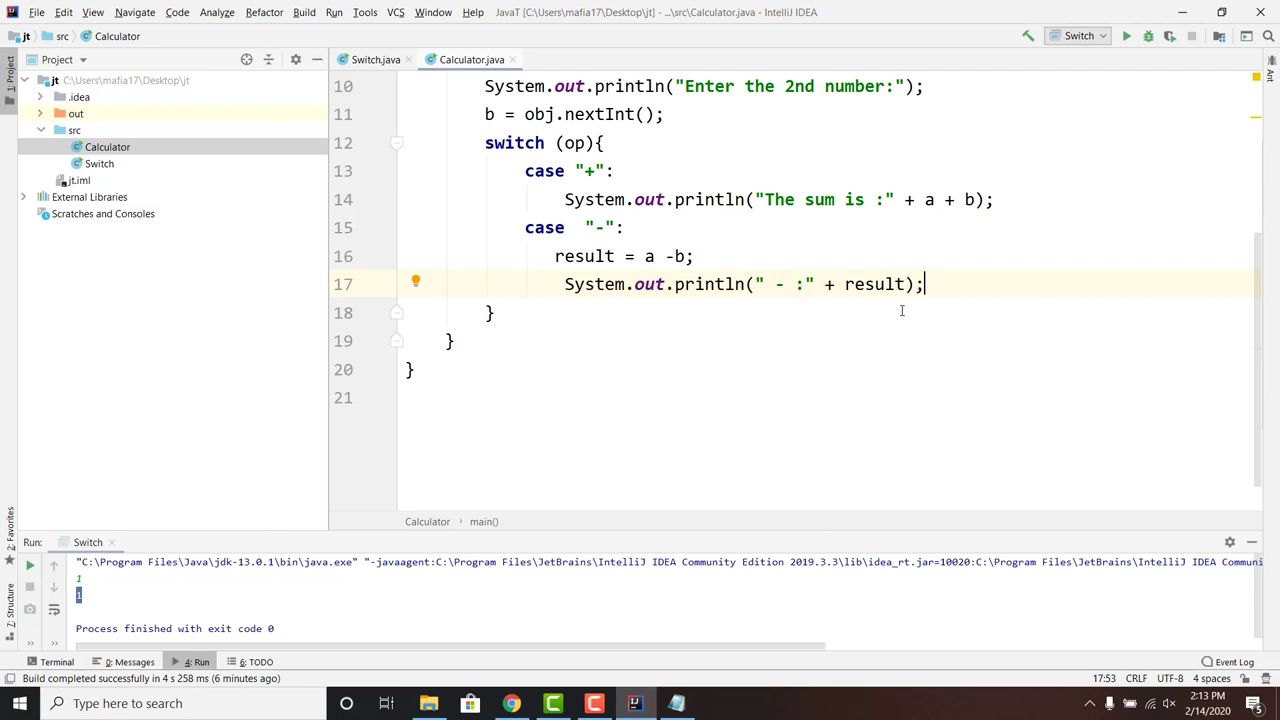 File Edit View Navigate Code Analyze Refactor Build Run Tools VCS Window Help JavaT [C:\Users\mafia17\Desktop\jt] - ...\src\Calculator.java - IntelliJ IDEA
jt src Calculator Switch
1: Project Project Switch.java Calculator.java Ant
jt C:\Users\mafia17\Desktop\jt
.idea
out
src
Calculator
Switch
jt.iml
External Libraries
Scratches and Consoles
10 System.out.println("Enter the 2nd number:");
11 b = obj.nextInt();
12 switch (op){
13 case "+":
14 System.out.println("The sum is :" + a + b);
15 case "-":
16 result = a -b;
17 System.out.println(" - :" + result);
18 }
19 }
20 }
21
Calculator main()
2: Favorites
7: Structure
Run: Switch
"C:\Program Files\Java\jdk-13.0.1\bin\java.exe" "-javaagent:C:\Program Files\JetBrains\IntelliJ IDEA Community Edition 2019.3.3\lib\idea_rt.jar=10020:C:\Program Files\JetBrains\IntelliJ IDEA Communi
1
1
Process finished with exit code 0
Terminal 0: Messages 4: Run 6: TODO Event Log
Build completed successfully in 4 s 258 ms (6 minutes ago) 17:53 CRLF UTF-8 4 spaces
Type here to search
2:13 PM
2/14/2020
5